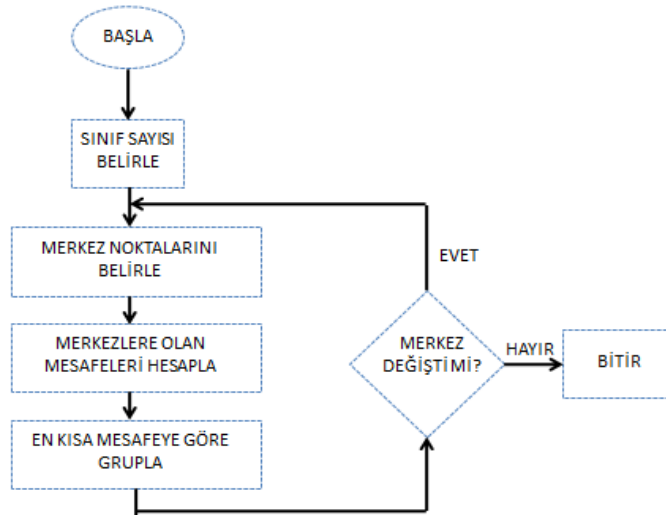 BAŞLA
SINIF SAYISI
BELİRLE
MERKEZ NOKTALARINI
BELİRLE
MERKEZLERE OLAN
MESAFELERİ HESAPLA
EN KISA MESAFEYE GÖRE
GRUPLA
EVET
MERKEZ
DEĞİŞTİ Mİ?
HAYIR
BİTİR